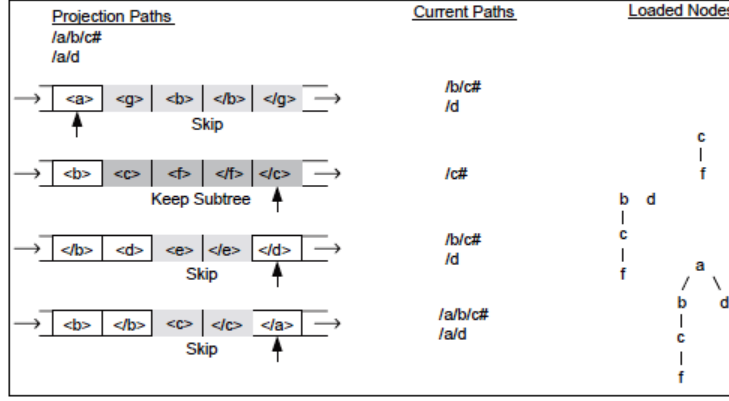 Projection Paths Current Paths Loaded Nodes
/a/b/c#
/a/d
<a> <g> <b> </b> </g> /b/c#
Skip /d
c
<b> <c> <f> </f> </c> /c# f
Keep Subtree b d
</b> <d> <e> </e> </d> /b/c# c
Skip /d f
a
<b> </b> <c> </c> </a> /a/b/c# b d
Skip /a/d c
f